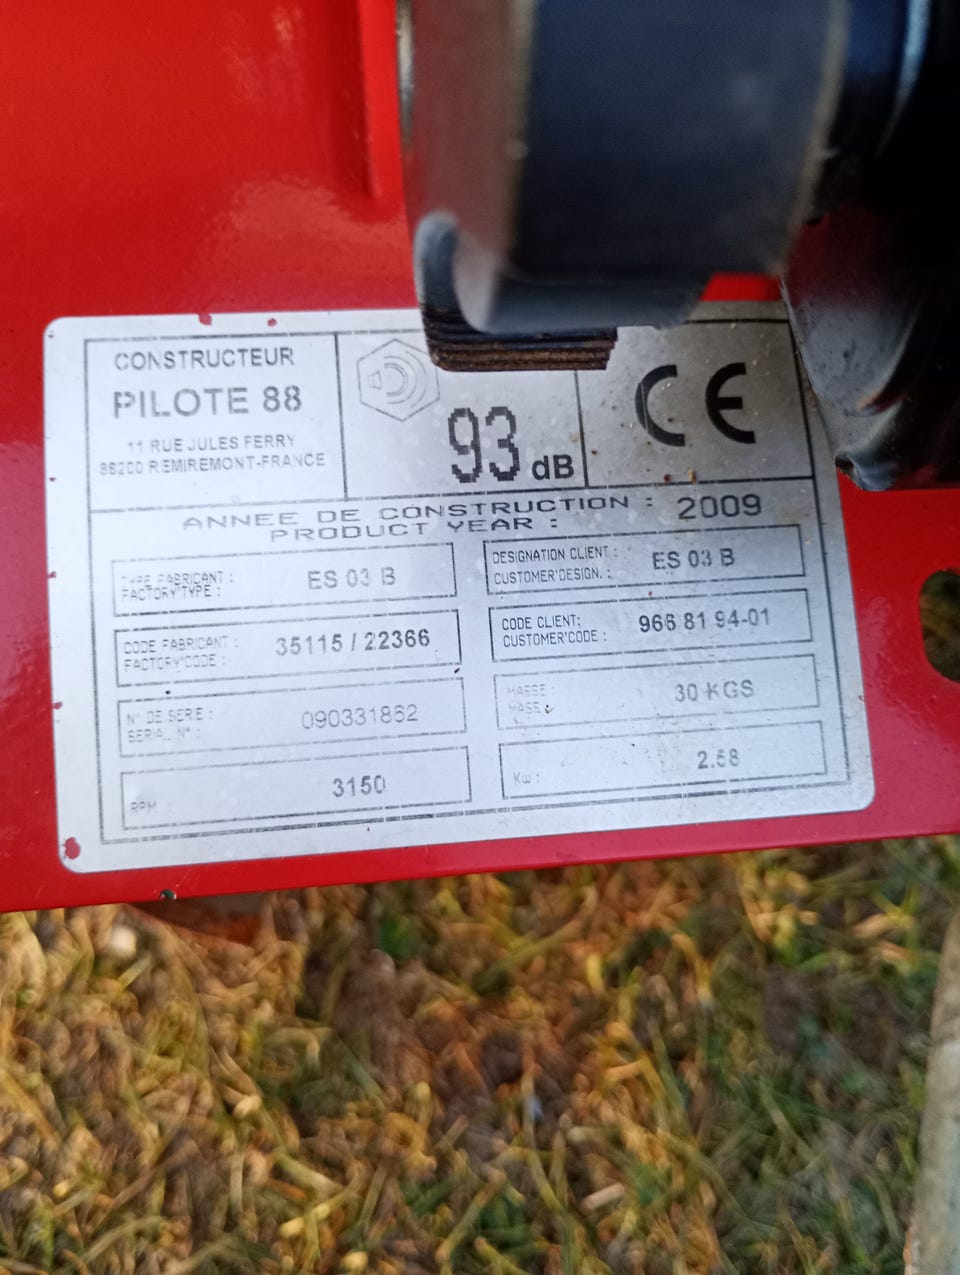 CONSTRUCTEUR
PILOTE 88
11 RUE JULES FERRY
88200 REMIREMONT-FRANCE
93 dB
CE
ANNEE DE CONSTRUCTION : 2009
PRODUCT YEAR :
TYPE FABRICANT : ES 03 B
FACTORY'TYPE :
DESIGNATION CLIENT : ES 03 B
CUSTOMER'DESIGN. :
CODE FABRICANT : 35115 / 22366
FACTORY'CODE :
CODE CLIENT: 966 81 94-01
CUSTOMER'CODE :
N° DE SERIE : 090331862
SERIAL N° :
MASSE : 30 KGS
MASS :
RPM 3150
Kw : 2.58